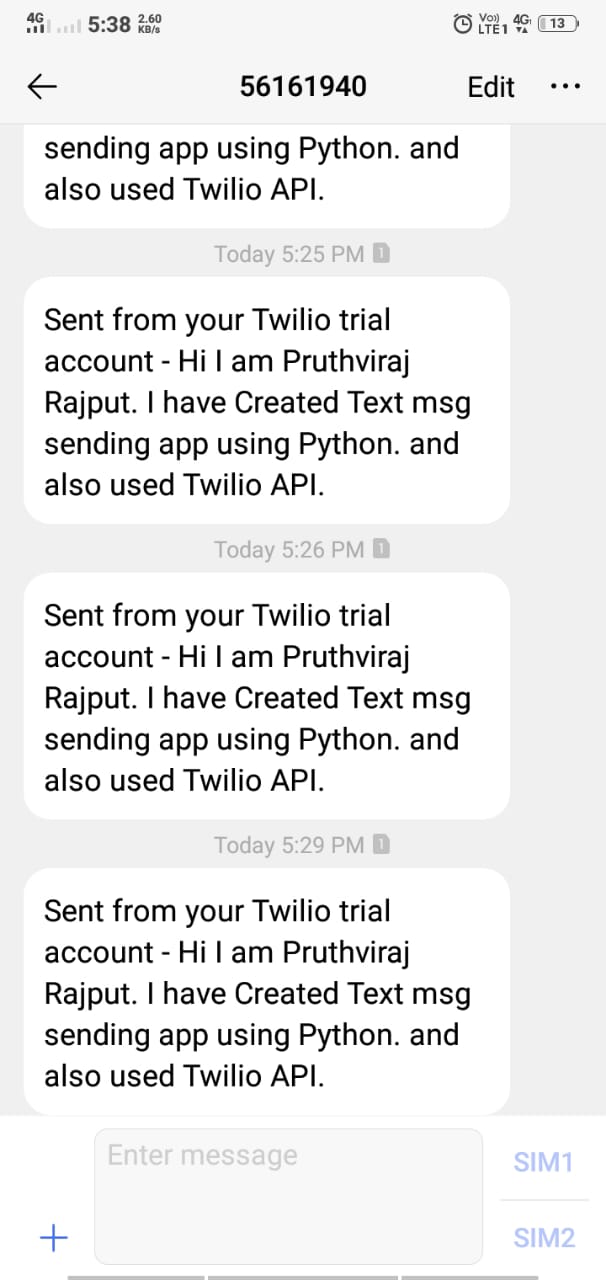 4G 5:38 2.60 KB/s Vo)) LTE1 4G 13
56161940 Edit
sending app using Python. and
also used Twilio API.
Today 5:25 PM 1
Sent from your Twilio trial
account - Hi I am Pruthviraj
Rajput. I have Created Text msg
sending app using Python. and
also used Twilio API.
Today 5:26 PM 1
Sent from your Twilio trial
account - Hi I am Pruthviraj
Rajput. I have Created Text msg
sending app using Python. and
also used Twilio API.
Today 5:29 PM 1
Sent from your Twilio trial
account - Hi I am Pruthviraj
Rajput. I have Created Text msg
sending app using Python. and
also used Twilio API.
Enter message
SIM1
SIM2